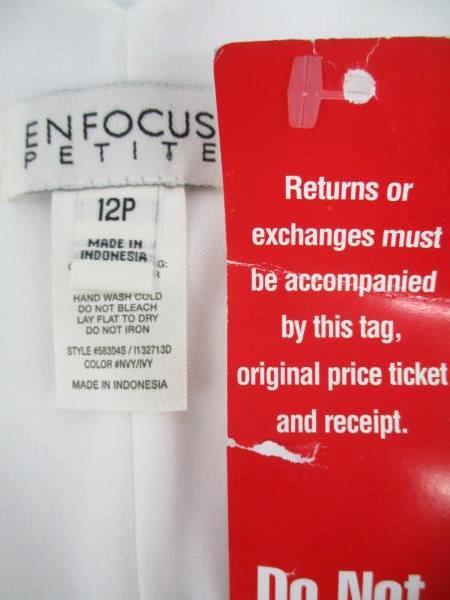 ENFOCUS
PETITE
12P
MADE IN
INDONESIA
HAND WASH COLD
DO NOT BLEACH
LAY FLAT TO DRY
DO NOT IRON
STYLE #58304S / I132713D
COLOR #NVY/IVY
MADE IN INDONESIA
Returns or
exchanges must
be accompanied
by this tag,
original price ticket
and receipt.
Do Not